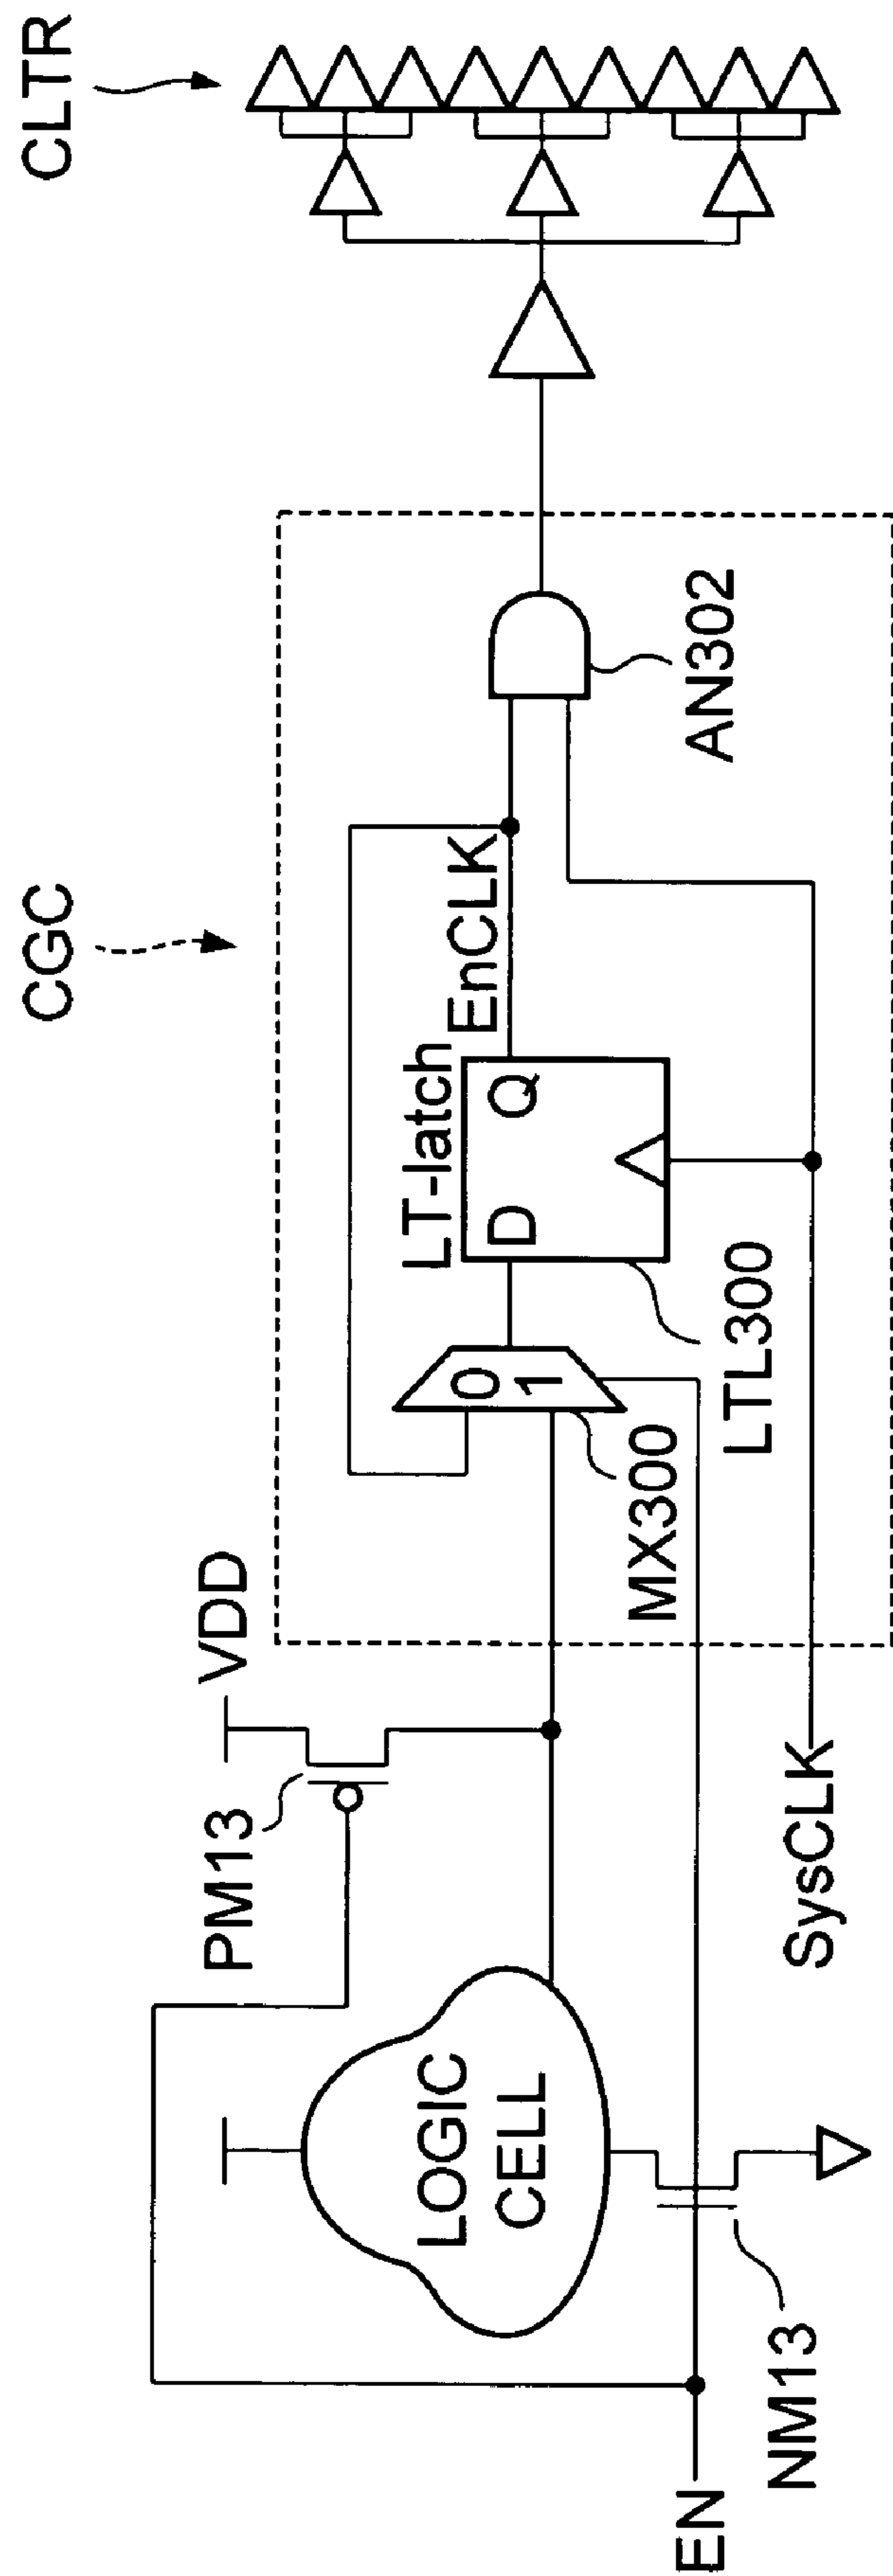 CGC
CLTR
VDD
PM13
LT-latch
EnCLK
LOGIC
CELL
0
1
D
Q
MX300
LTL300
AN302
EN
NM13
SysCLK